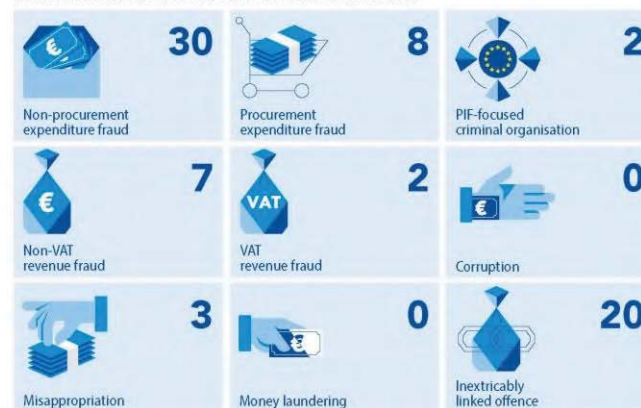 30
Non-procurement
expenditure fraud
8
Procurement
expenditure fraud
2
PIF-focused
criminal organisation
7
Non-VAT
revenue fraud
VAT
2
VAT
revenue fraud
0
Corruption
3
Misappropriation
0
Money laundering
20
Inextricably
linked offence